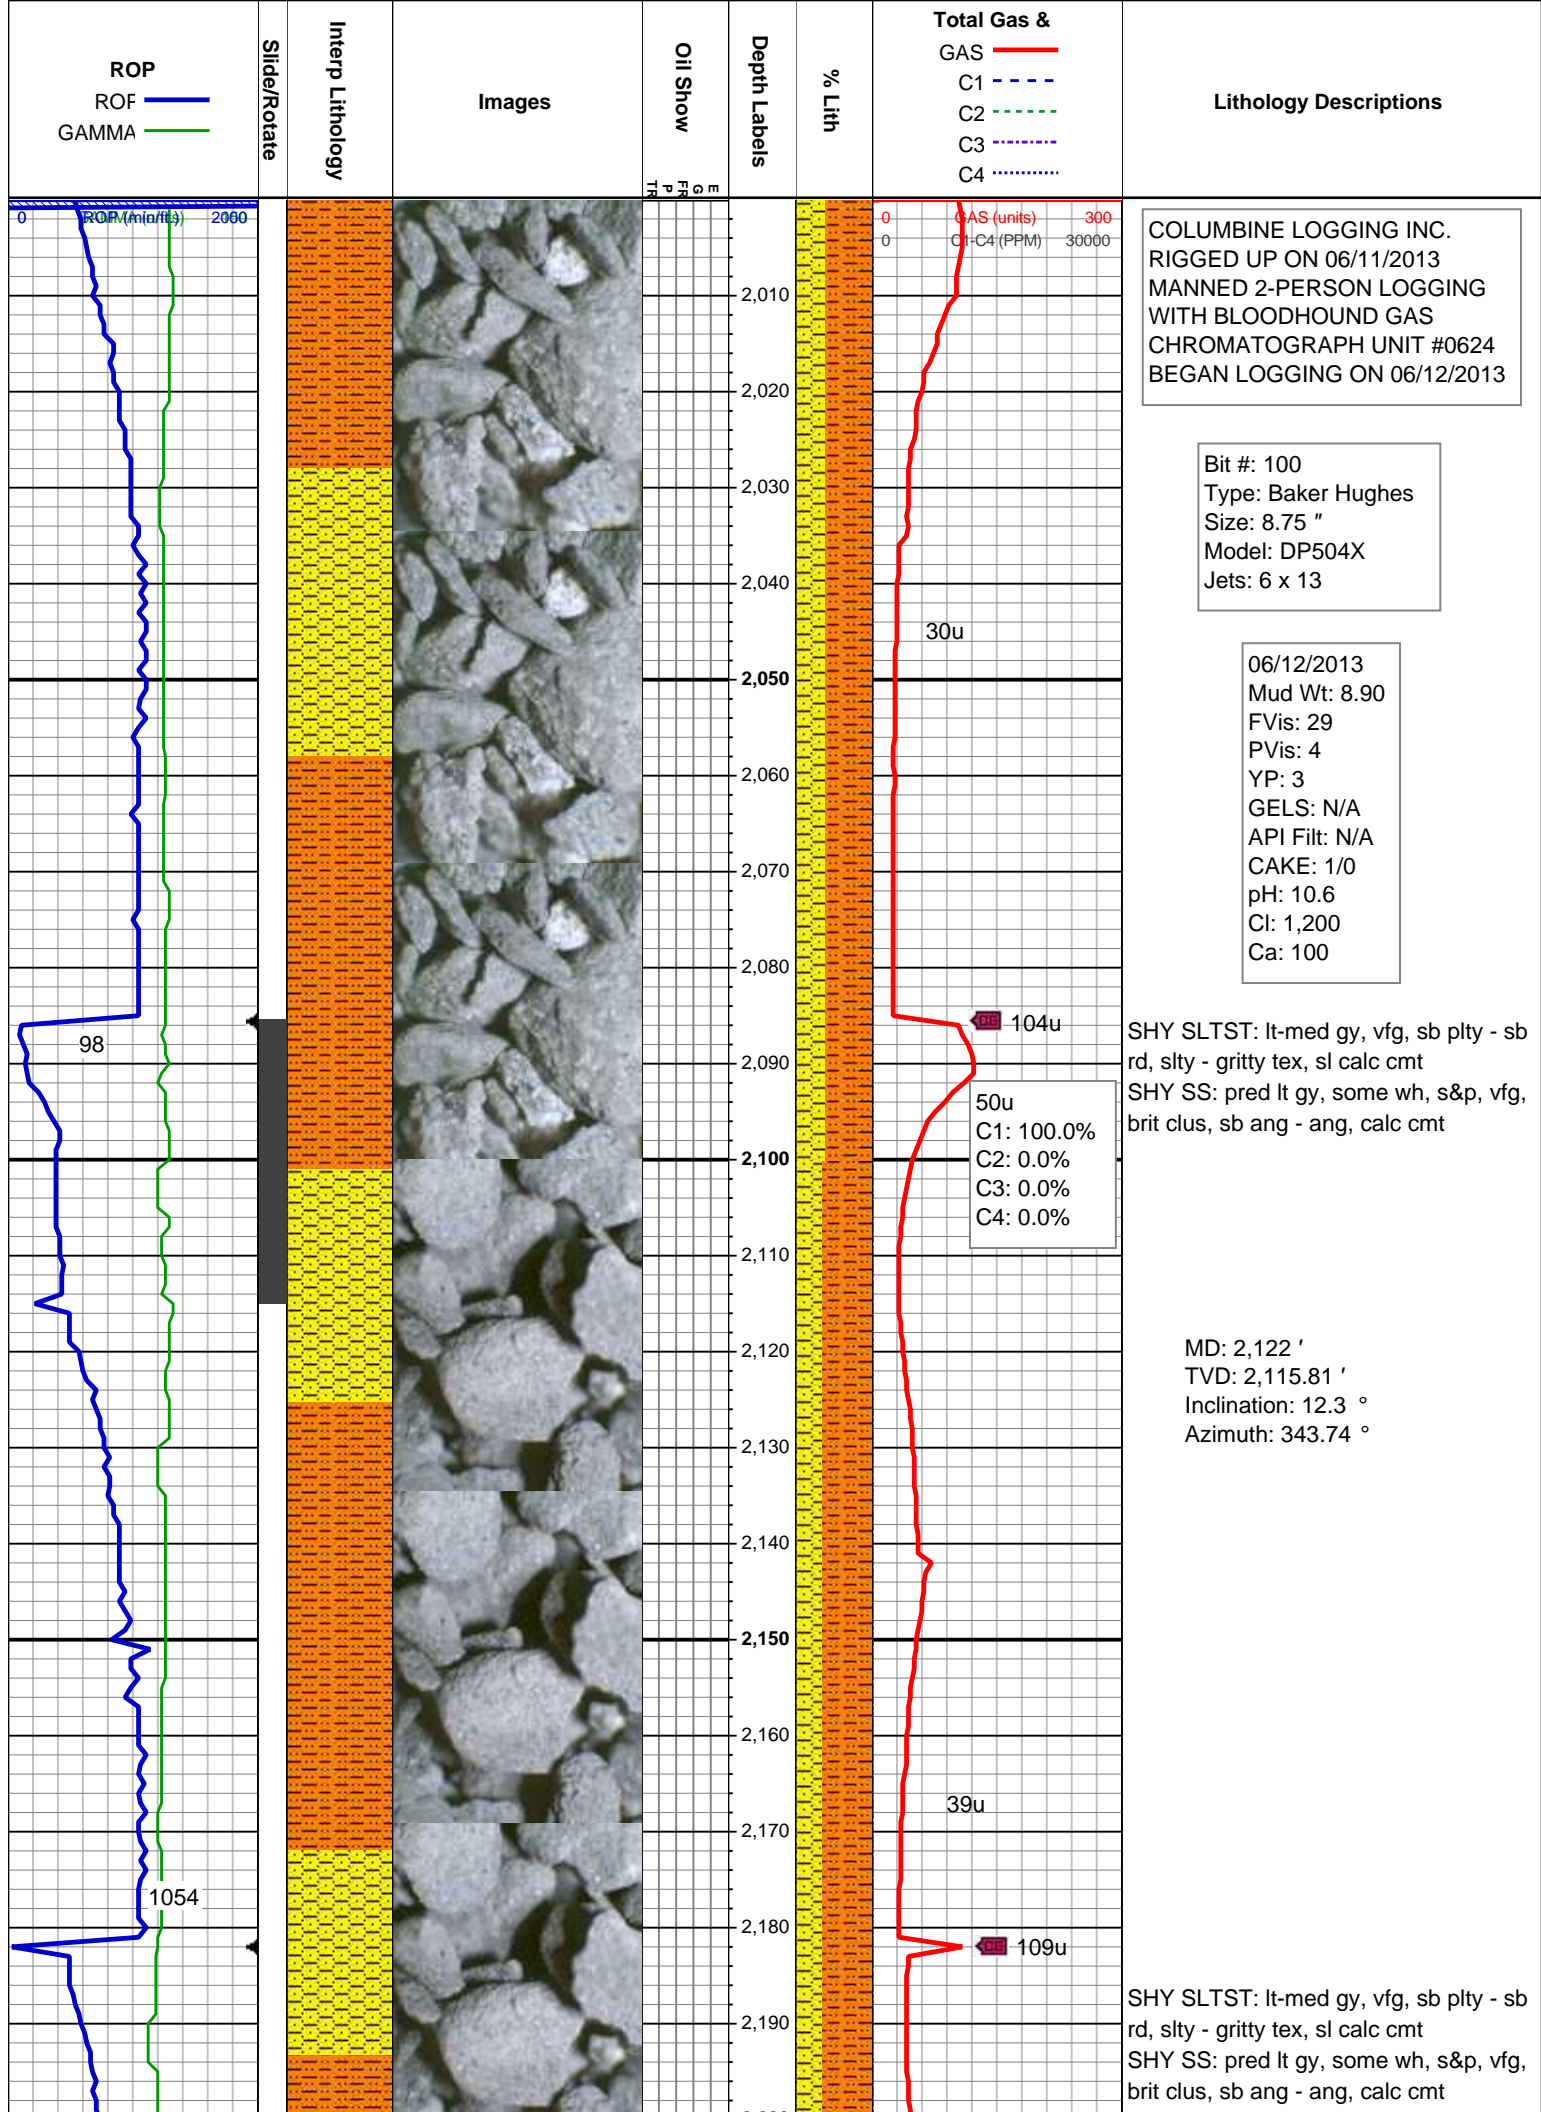 ROP
ROP
GAMMA
Slide/Rotate
Interp Lithology
Images
Oil Show
TR P FR G E
Depth Labels
% Lith
Total Gas &
GAS
C1
C2
C3
C4
Lithology Descriptions
0 ROP (min/ft) 2000
0 GAS (units) 300
0 C1-C4 (PPM) 30000
COLUMBINE LOGGING INC.
RIGGED UP ON 06/11/2013
MANNED 2-PERSON LOGGING
WITH BLOODHOUND GAS
CHROMATOGRAPH UNIT #0624
BEGAN LOGGING ON 06/12/2013
2,010
2,020
Bit #: 100
Type: Baker Hughes
Size: 8.75 "
Model: DP504X
Jets: 6 x 13
2,030
2,040
30u
2,050
06/12/2013
Mud Wt: 8.90
FVis: 29
PVis: 4
YP: 3
GELS: N/A
API Filt: N/A
CAKE: 1/0
pH: 10.6
Cl: 1,200
Ca: 100
2,060
2,070
2,080
98
CG 104u
2,090
SHY SLTST: lt-med gy, vfg, sb plty - sb
rd, slty - gritty tex, sl calc cmt
SHY SS: pred lt gy, some wh, s&p, vfg,
brit clus, sb ang - ang, calc cmt
50u
C1: 100.0%
C2: 0.0%
C3: 0.0%
C4: 0.0%
2,100
2,110
2,120
MD: 2,122 '
TVD: 2,115.81 '
Inclination: 12.3 °
Azimuth: 343.74 °
2,130
2,140
2,150
2,160
39u
2,170
1054
2,180
CG 109u
2,190
SHY SLTST: lt-med gy, vfg, sb plty - sb
rd, slty - gritty tex, sl calc cmt
SHY SS: pred lt gy, some wh, s&p, vfg,
brit clus, sb ang - ang, calc cmt